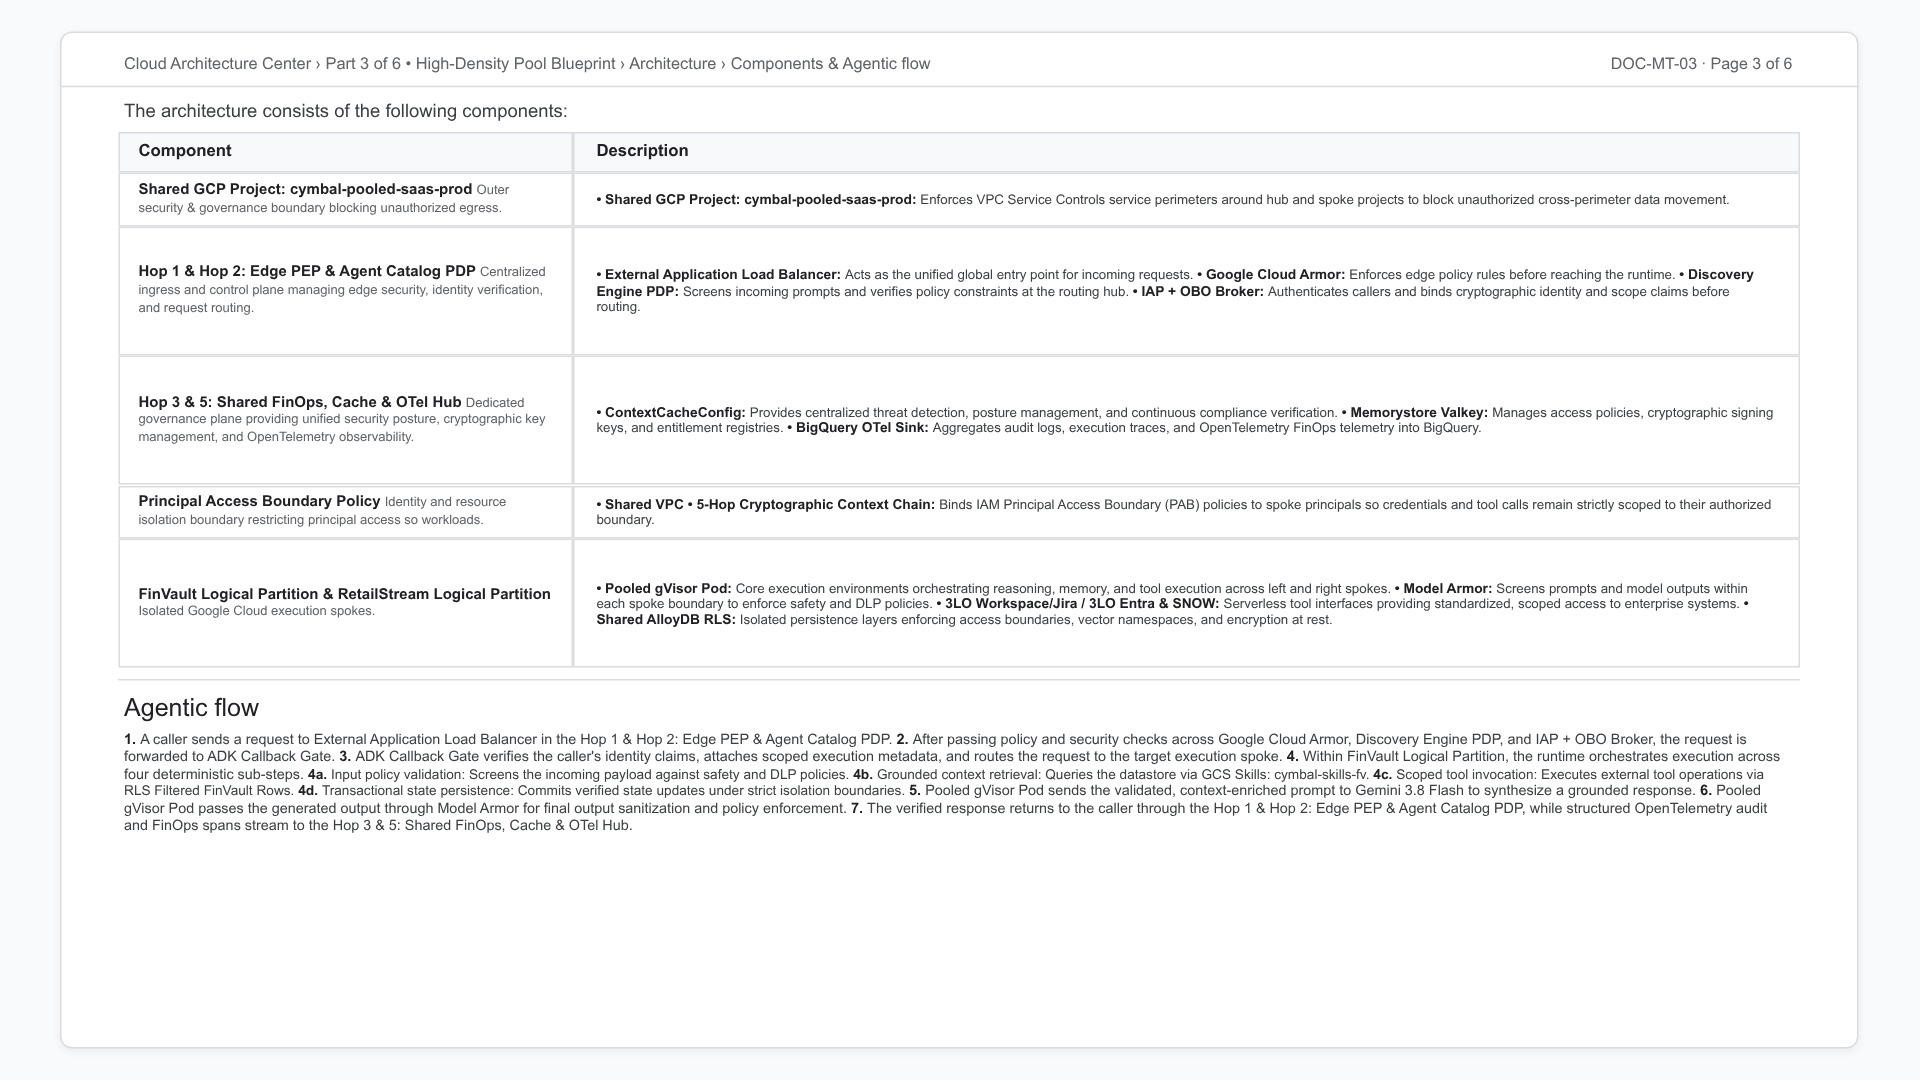 Cloud Architecture Center › Part 3 of 6 • High-Density Pool Blueprint › Architecture › Components & Agentic flow
DOC-MT-03 · Page 3 of 6
The architecture consists of the following components:
Component
Description
Shared GCP Project: cymbal-pooled-saas-prod Outer
security & governance boundary blocking unauthorized egress.
• Shared GCP Project: cymbal-pooled-saas-prod: Enforces VPC Service Controls service perimeters around hub and spoke projects to block unauthorized cross-perimeter data movement.
Hop 1 & Hop 2: Edge PEP & Agent Catalog PDP Centralized
ingress and control plane managing edge security, identity verification,
and request routing.
• External Application Load Balancer: Acts as the unified global entry point for incoming requests. • Google Cloud Armor: Enforces edge policy rules before reaching the runtime. • Discovery
Engine PDP: Screens incoming prompts and verifies policy constraints at the routing hub. • IAP + OBO Broker: Authenticates callers and binds cryptographic identity and scope claims before
routing.
Hop 3 & 5: Shared FinOps, Cache & OTel Hub Dedicated
governance plane providing unified security posture, cryptographic key
management, and OpenTelemetry observability.
• ContextCacheConfig: Provides centralized threat detection, posture management, and continuous compliance verification. • Memorystore Valkey: Manages access policies, cryptographic signing
keys, and entitlement registries. • BigQuery OTel Sink: Aggregates audit logs, execution traces, and OpenTelemetry FinOps telemetry into BigQuery.
Principal Access Boundary Policy Identity and resource
isolation boundary restricting principal access so workloads.
• Shared VPC • 5-Hop Cryptographic Context Chain: Binds IAM Principal Access Boundary (PAB) policies to spoke principals so credentials and tool calls remain strictly scoped to their authorized
boundary.
FinVault Logical Partition & RetailStream Logical Partition
Isolated Google Cloud execution spokes.
• Pooled gVisor Pod: Core execution environments orchestrating reasoning, memory, and tool execution across left and right spokes. • Model Armor: Screens prompts and model outputs within
each spoke boundary to enforce safety and DLP policies. • 3LO Workspace/Jira / 3LO Entra & SNOW: Serverless tool interfaces providing standardized, scoped access to enterprise systems. •
Shared AlloyDB RLS: Isolated persistence layers enforcing access boundaries, vector namespaces, and encryption at rest.
Agentic flow
1. A caller sends a request to External Application Load Balancer in the Hop 1 & Hop 2: Edge PEP & Agent Catalog PDP. 2. After passing policy and security checks across Google Cloud Armor, Discovery Engine PDP, and IAP + OBO Broker, the request is
forwarded to ADK Callback Gate. 3. ADK Callback Gate verifies the caller's identity claims, attaches scoped execution metadata, and routes the request to the target execution spoke. 4. Within FinVault Logical Partition, the runtime orchestrates execution across
four deterministic sub-steps. 4a. Input policy validation: Screens the incoming payload against safety and DLP policies. 4b. Grounded context retrieval: Queries the datastore via GCS Skills: cymbal-skills-fv. 4c. Scoped tool invocation: Executes external tool operations via
RLS Filtered FinVault Rows. 4d. Transactional state persistence: Commits verified state updates under strict isolation boundaries. 5. Pooled gVisor Pod sends the validated, context-enriched prompt to Gemini 3.8 Flash to synthesize a grounded response. 6. Pooled
gVisor Pod passes the generated output through Model Armor for final output sanitization and policy enforcement. 7. The verified response returns to the caller through the Hop 1 & Hop 2: Edge PEP & Agent Catalog PDP, while structured OpenTelemetry audit
and FinOps spans stream to the Hop 3 & 5: Shared FinOps, Cache & OTel Hub.